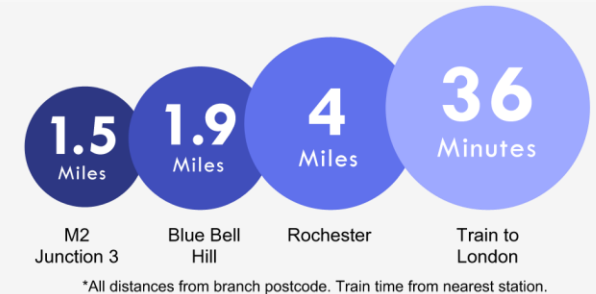 1.5
Miles
1.9
Miles
4
Miles
36
Minutes
M2
Junction 3
Blue Bell
Hill
Rochester
Train to
London
*All distances from branch postcode. Train time from nearest station.